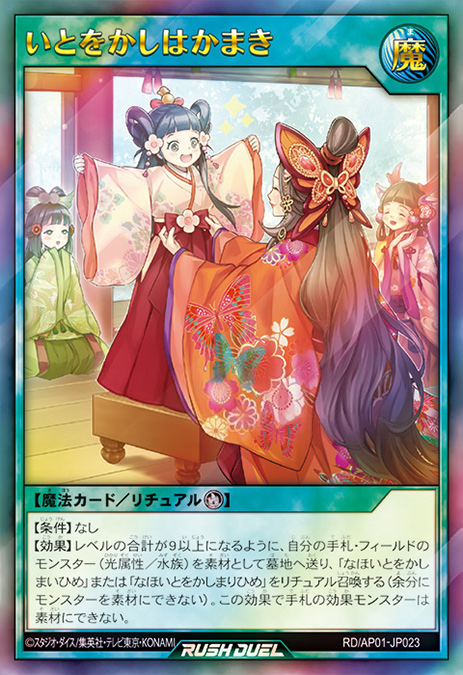 いとをかしはかまき
魔
【魔法カード／リチュアル】
【条件】なし
【効果】レベルの合計が９以上になるように、自分の手札・フィールドの
モンスター（光属性／水族）を素材として墓地へ送り、「なほいとをかし
まいひめ」または「なほいとをかしまりひめ」をリチュアル召喚する（余分に
モンスターを素材にできない）。この効果で手札の効果モンスターは
素材にできない。
©スタジオ・ダイス/集英社・テレビ東京・KONAMI
RUSH DUEL
RD/AP01-JP023